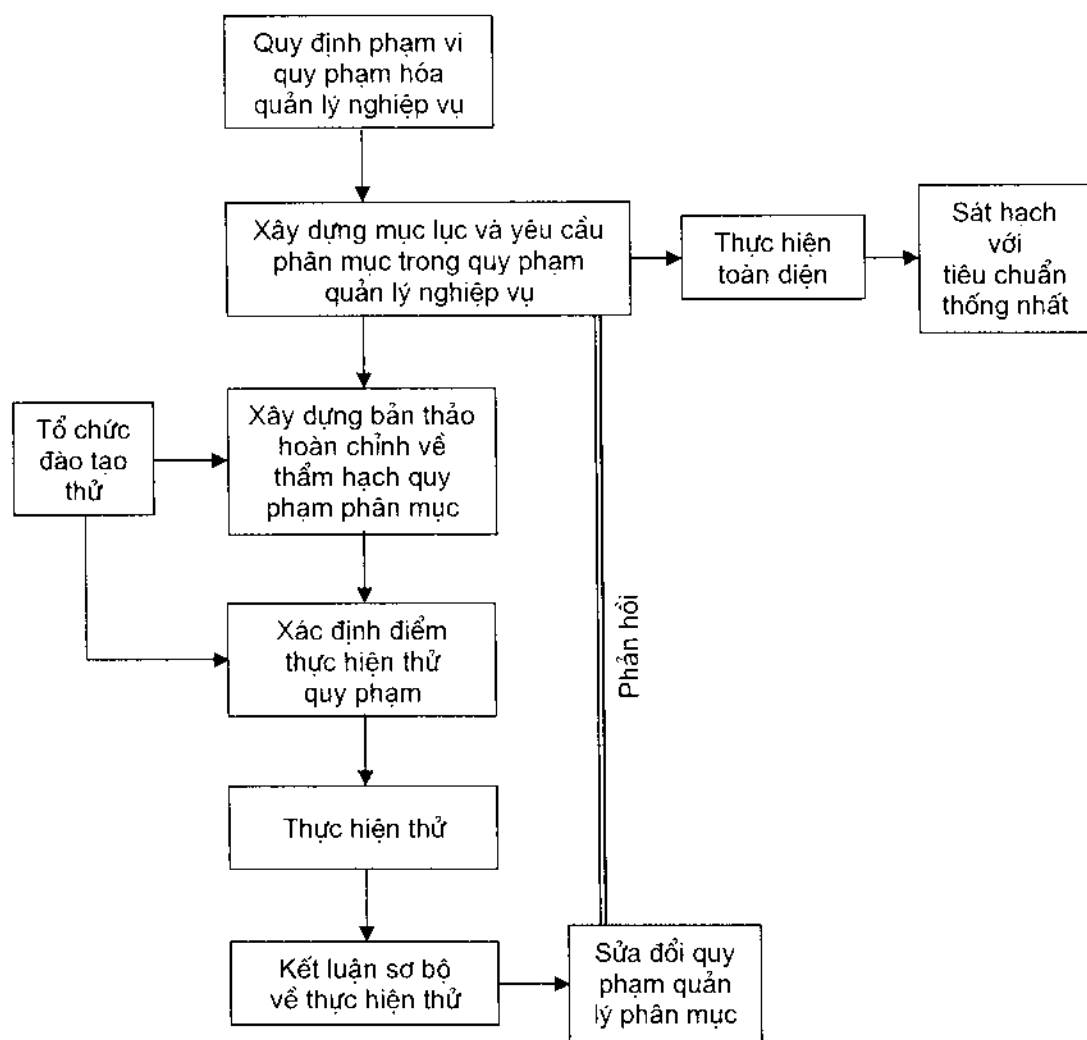 Quy định phạm vi
quy phạm hóa
quản lý nghiệp vụ
Xây dựng mục lục và yêu cầu
phân mục trong quy phạm
quản lý nghiệp vụ
Thực hiện
toàn diện
Sát hạch
với
tiêu chuẩn
thống nhất
Tổ chức
đào tạo
thử
Xây dựng bản thảo
hoàn chỉnh về
thẩm hạch quy
phạm phân mục
Xác định điểm
thực hiện thử
quy phạm
Phản hồi
Thực hiện thử
Kết luận sơ bộ
về thực hiện thử
Sửa đổi quy
phạm quản
lý phân mục